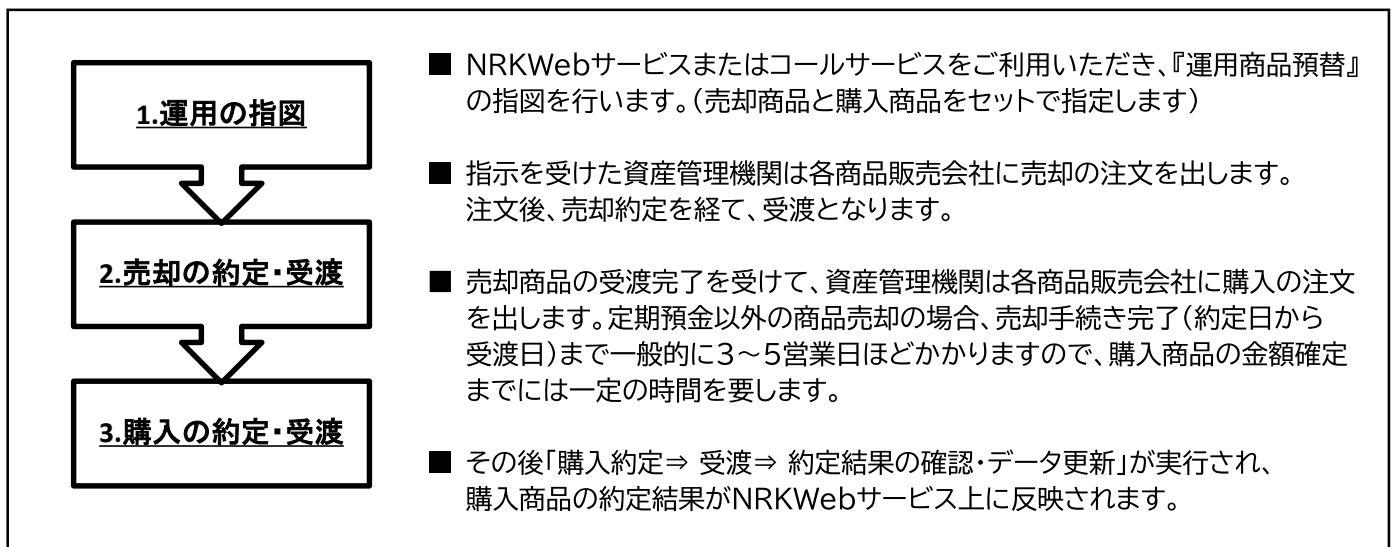 1.運用の指図
2.売却の約定・受渡
3.購入の約定・受渡
■ NRKWebサービスまたはコールサービスをご利用いただき、『運用商品預替』
の指図を行います。(売却商品と購入商品をセットで指定します)
■ 指示を受けた資産管理機関は各商品販売会社に売却の注文を出します。
注文後、売却約定を経て、受渡となります。
■ 売却商品の受渡完了を受けて、資産管理機関は各商品販売会社に購入の注文
を出します。定期預金以外の商品売却の場合、売却手続き完了(約定日から
受渡日)まで一般的に3～5営業日ほどかかりますので、購入商品の金額確定
までには一定の時間を要します。
■ その後「購入約定⇒ 受渡⇒ 約定結果の確認・データ更新」が実行され、
購入商品の約定結果がNRKWebサービス上に反映されます。